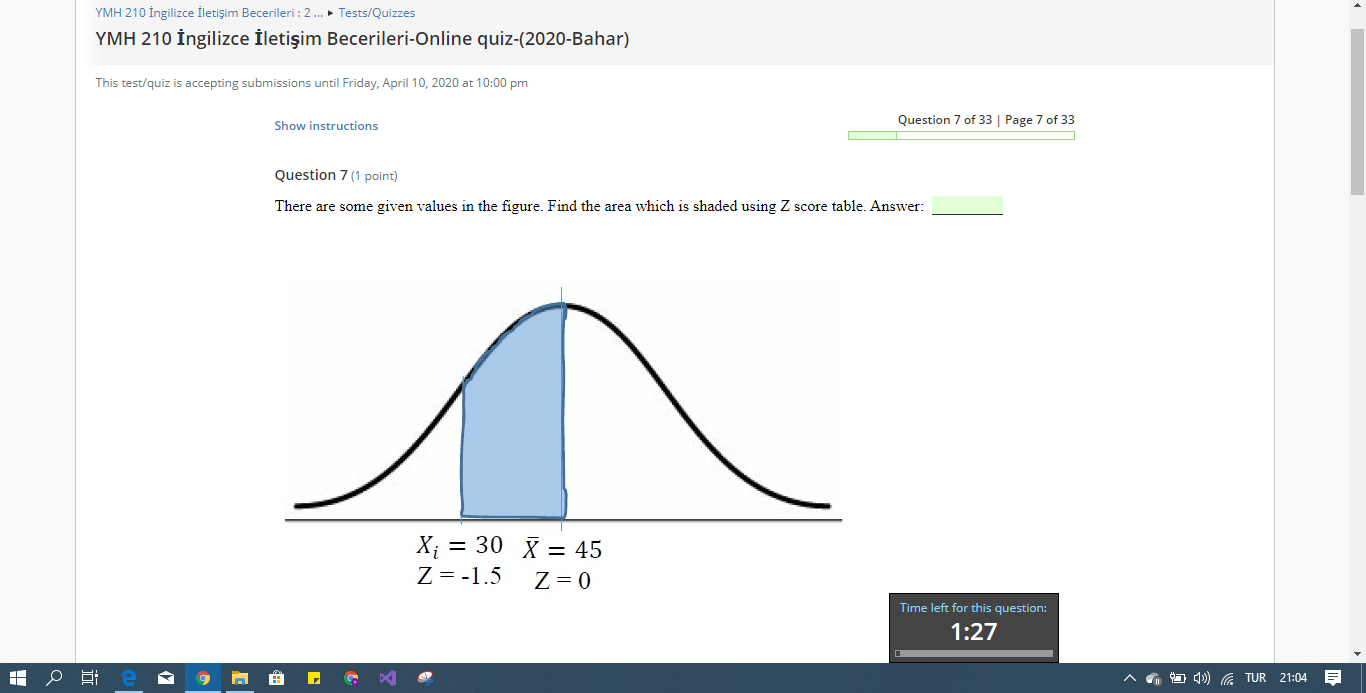 YMH 210 İngilizce İletişim Becerileri : 2 ... ▸ Tests/Quizzes
YMH 210 İngilizce İletişim Becerileri-Online quiz-(2020-Bahar)
This test/quiz is accepting submissions until Friday, April 10, 2020 at 10:00 pm
Show instructions
Question 7 of 33 | Page 7 of 33
Question 7 (1 point)
There are some given values in the figure. Find the area which is shaded using Z score table. Answer:
Xᵢ = 30 X̄ = 45
Z = -1.5 Z = 0
Time left for this question:
1:27
TUR 21:04